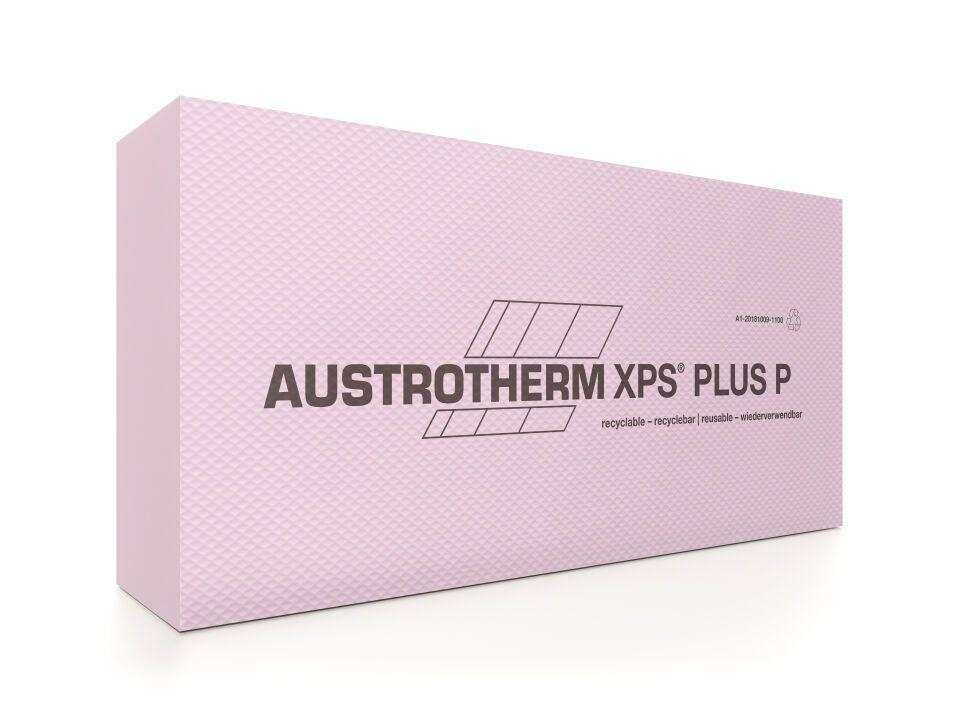 A1-20181009-1100
AUSTROTHERM XPS® PLUS P
recyclable – recyclebar | reusable – wiederverwendbar